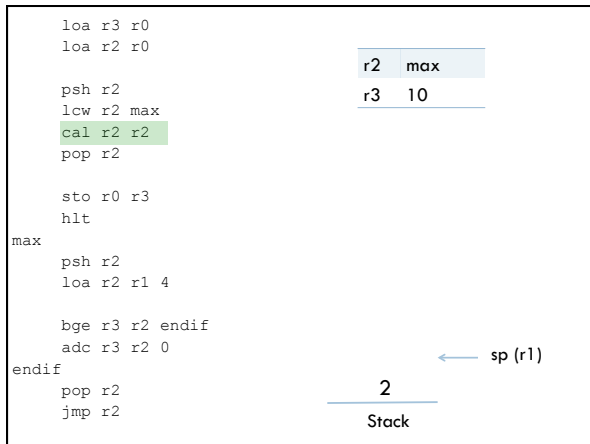 loa r3 r0
loa r2 r0
psh r2
lcw r2 max
cal r2 r2
pop r2
sto r0 r3
hlt
max
psh r2
loa r2 r1 4
bge r3 r2 endif
adc r3 r2 0
endif
pop r2
jmp r2
r2 max
r3 10
sp (r1)
2
Stack